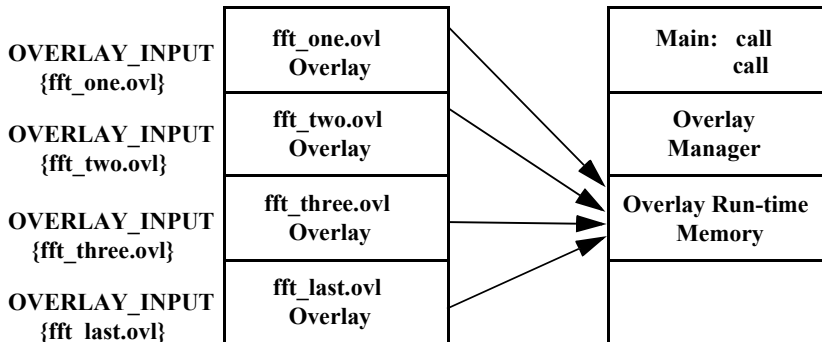 OVERLAY_INPUT
{fft_one.ovl}
OVERLAY_INPUT
{fft_two.ovl}
OVERLAY_INPUT
{fft_three.ovl}
OVERLAY_INPUT
{fft_last.ovl}
fft_one.ovl
Overlay
fft_two.ovl
Overlay
fft_three.ovl
Overlay
fft_last.ovl
Overlay
Main: call
call
Overlay
Manager
Overlay Run-time
Memory